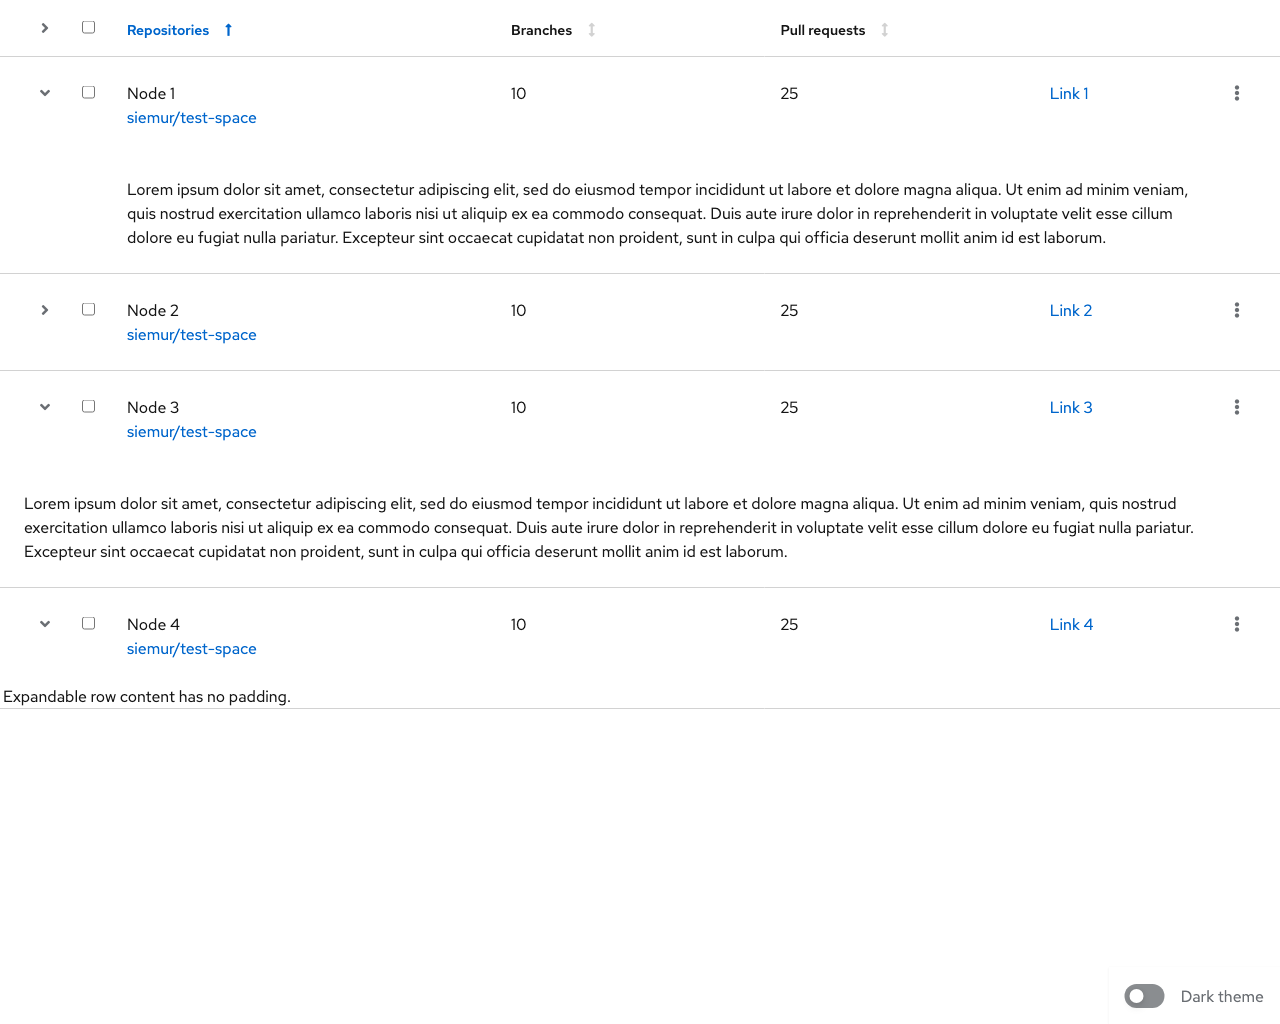 Repositories Branches Pull requests
Node 1 10 25 Link 1
siemur/test-space
Lorem ipsum dolor sit amet, consectetur adipiscing elit, sed do eiusmod tempor incididunt ut labore et dolore magna aliqua. Ut enim ad minim veniam,
quis nostrud exercitation ullamco laboris nisi ut aliquip ex ea commodo consequat. Duis aute irure dolor in reprehenderit in voluptate velit esse cillum
dolore eu fugiat nulla pariatur. Excepteur sint occaecat cupidatat non proident, sunt in culpa qui officia deserunt mollit anim id est laborum.
Node 2 10 25 Link 2
siemur/test-space
Node 3 10 25 Link 3
siemur/test-space
Lorem ipsum dolor sit amet, consectetur adipiscing elit, sed do eiusmod tempor incididunt ut labore et dolore magna aliqua. Ut enim ad minim veniam, quis nostrud
exercitation ullamco laboris nisi ut aliquip ex ea commodo consequat. Duis aute irure dolor in reprehenderit in voluptate velit esse cillum dolore eu fugiat nulla pariatur.
Excepteur sint occaecat cupidatat non proident, sunt in culpa qui officia deserunt mollit anim id est laborum.
Node 4 10 25 Link 4
siemur/test-space
Expandable row content has no padding.
Dark theme